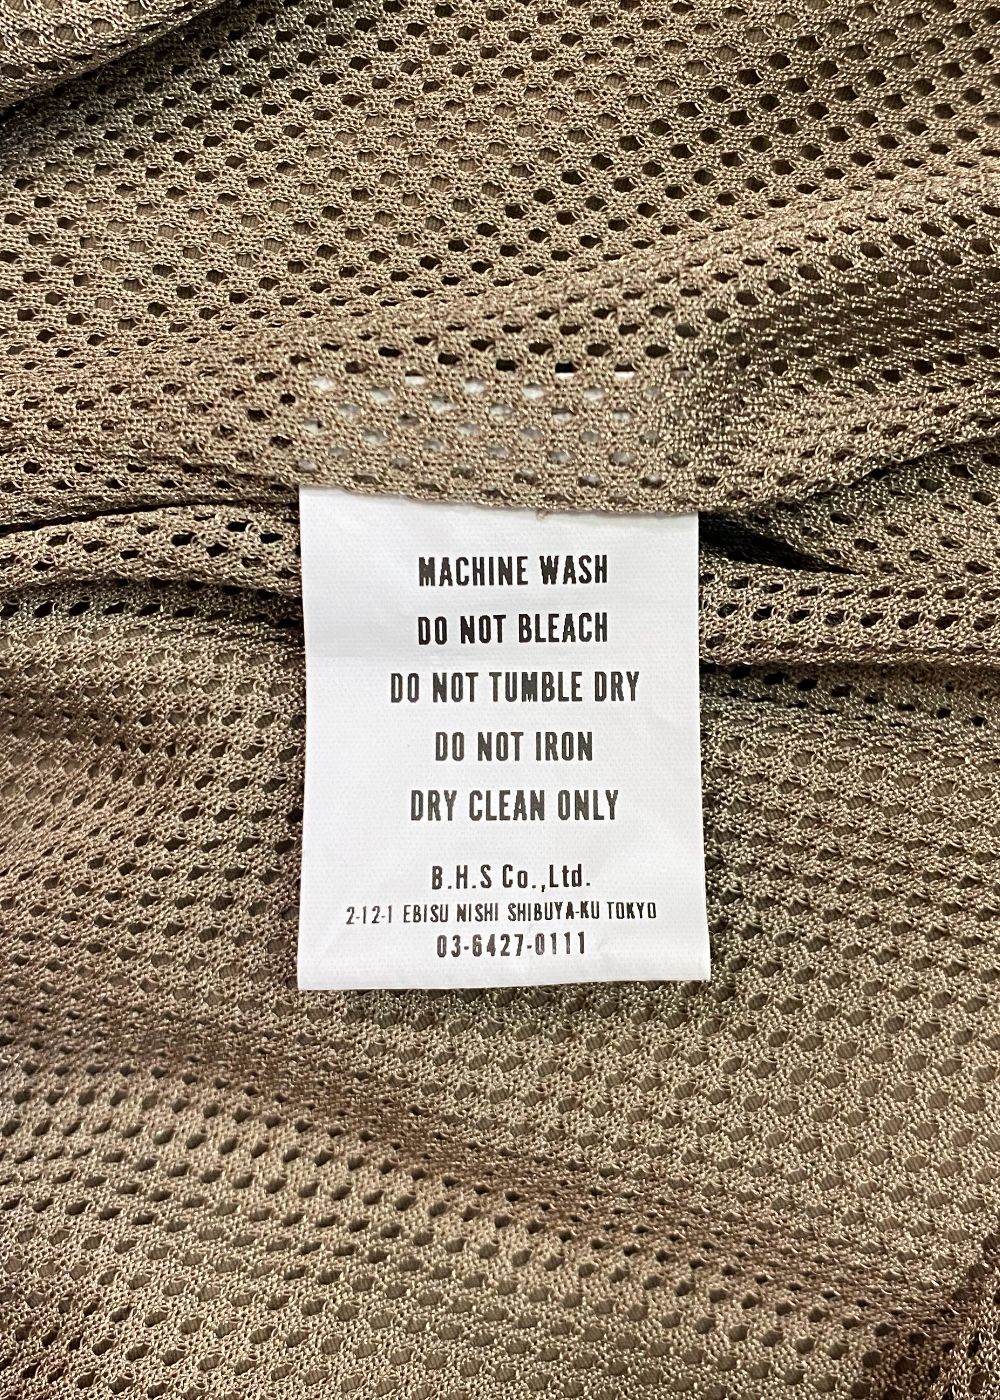 MACHINE WASH
DO NOT BLEACH
DO NOT TUMBLE DRY
DO NOT IRON
DRY CLEAN ONLY
B.H.S Co.,Ltd.
2-12-1 EBISU NISHI SHIBUYA-KU TOKYO
03-6427-0111